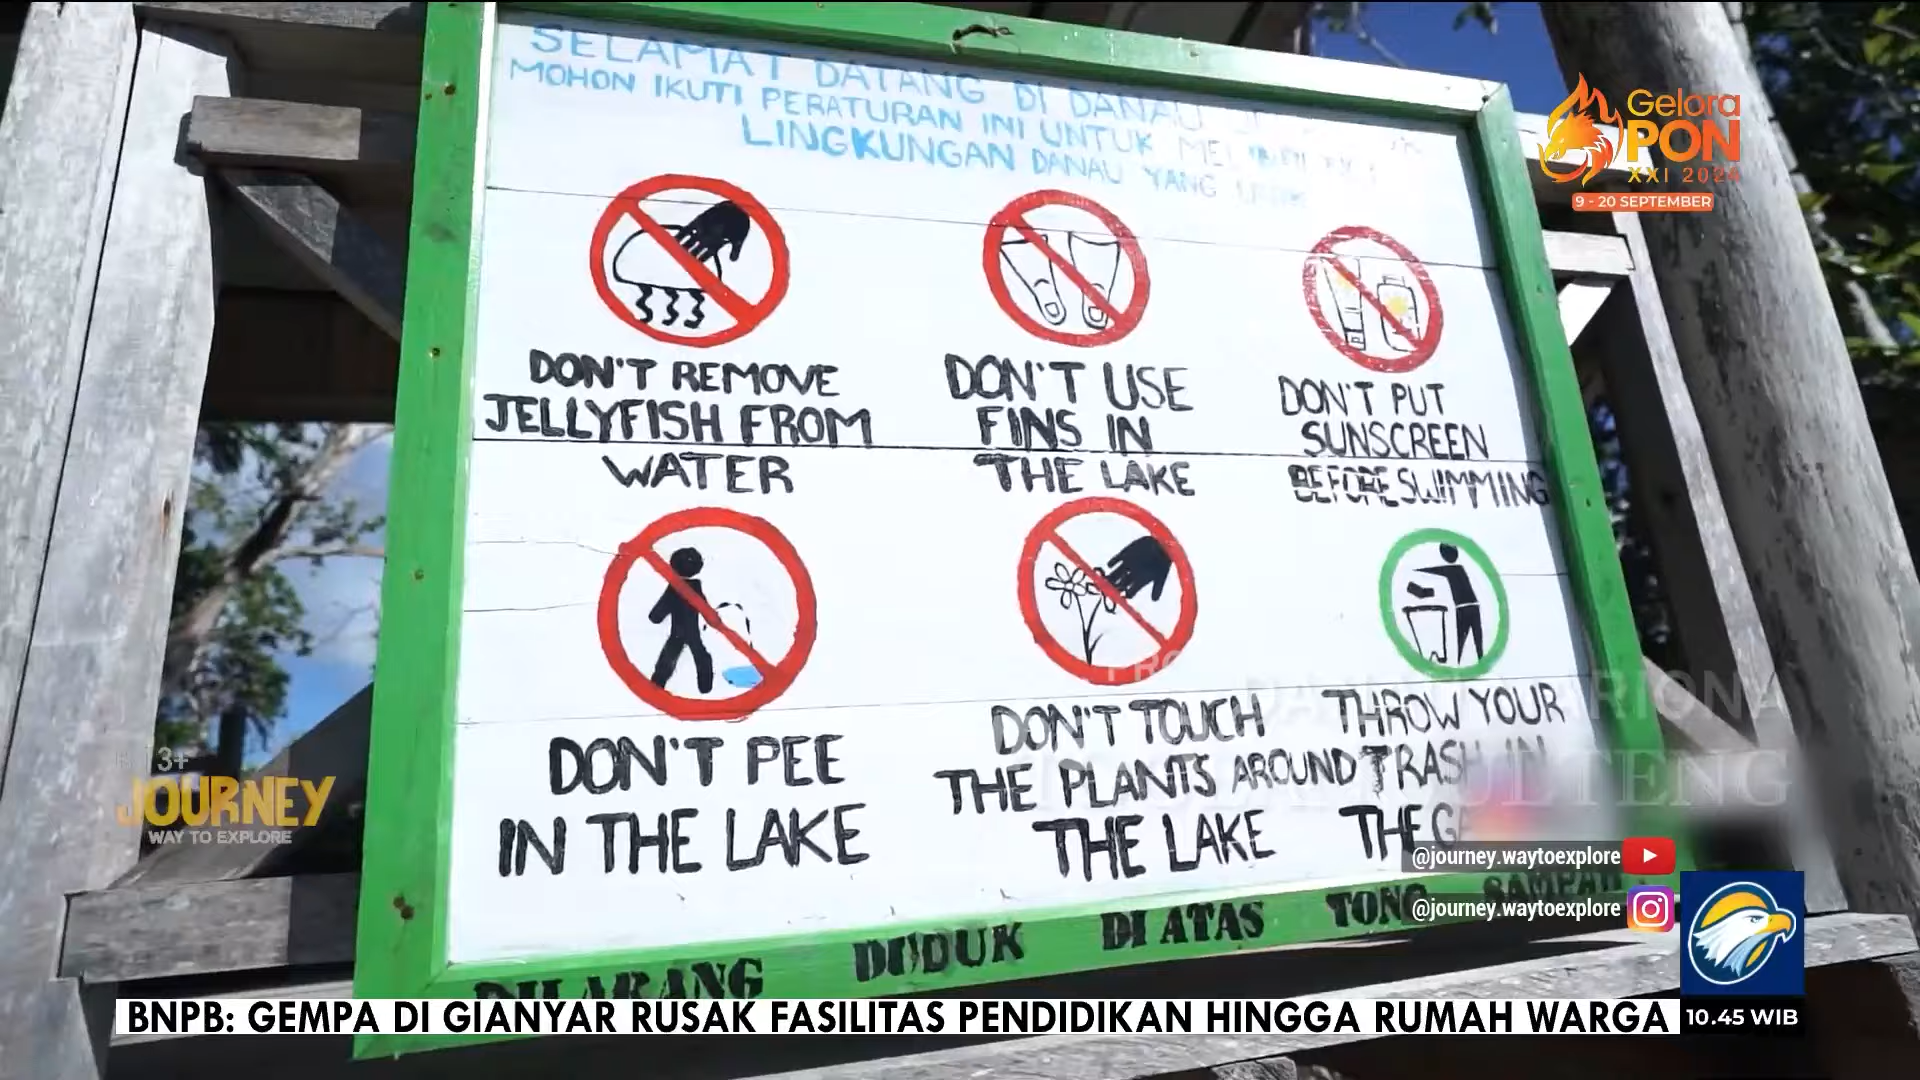 SELAMAT DATANG DI DANAU
MOHON IKUTI PERATURAN INI UNTUK
LINGKUNGAN DANAU YANG
DON'T REMOVE
JELLYFISH FROM
WATER
DON'T USE
FINS IN
THE LAKE
DON'T PUT
SUNSCREEN
BEFORE SWIMMING
DON'T PEE
IN THE LAKE
DON'T TOUCH
THE PLANTS AROUND
THE LAKE
THROW YOUR
TRASH IN
THE
DILARANG DUDUK DI ATAS TONG SAMPAH
Gelora
PON
XXI 2024
9 - 20 SEPTEMBER
13+
JOURNEY
WAY TO EXPLORE
@journey.waytoexplore
@journey.waytoexplore
BNPB: GEMPA DI GIANYAR RUSAK FASILITAS PENDIDIKAN HINGGA RUMAH WARGA
10.45 WIB